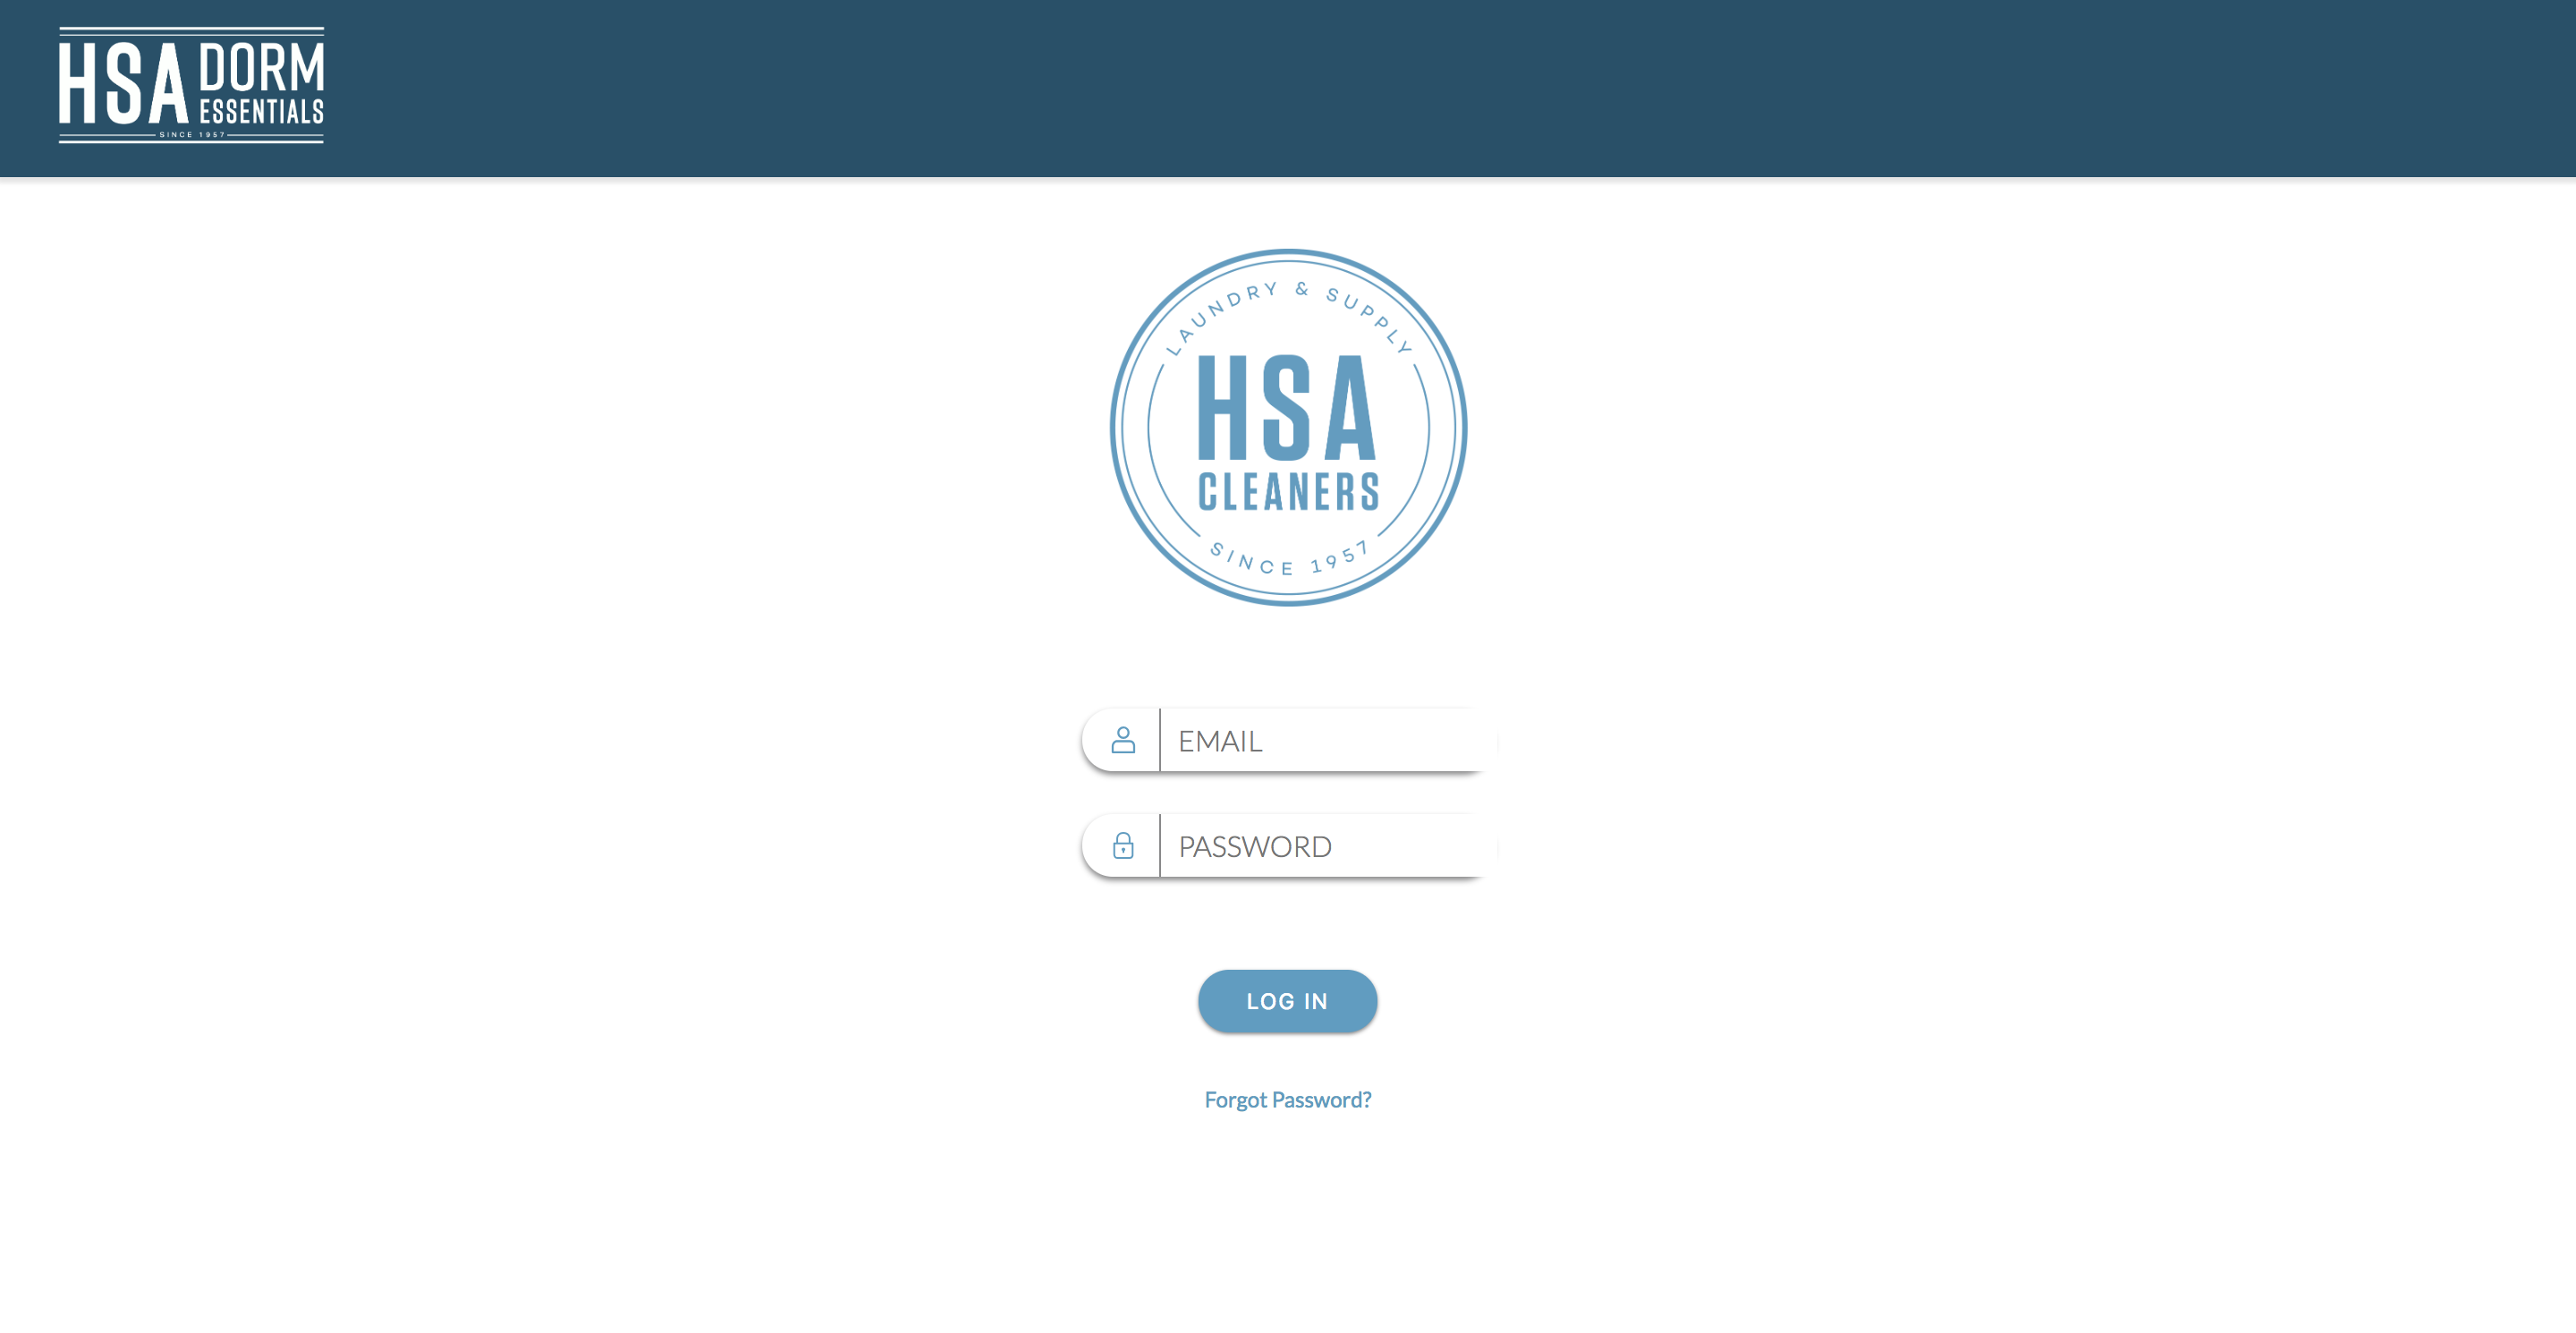 HSA DORM
ESSENTIALS
SINCE 1957
LAUNDRY & SUPPLY
HSA
CLEANERS
SINCE 1957
EMAIL
PASSWORD
LOG IN
Forgot Password?